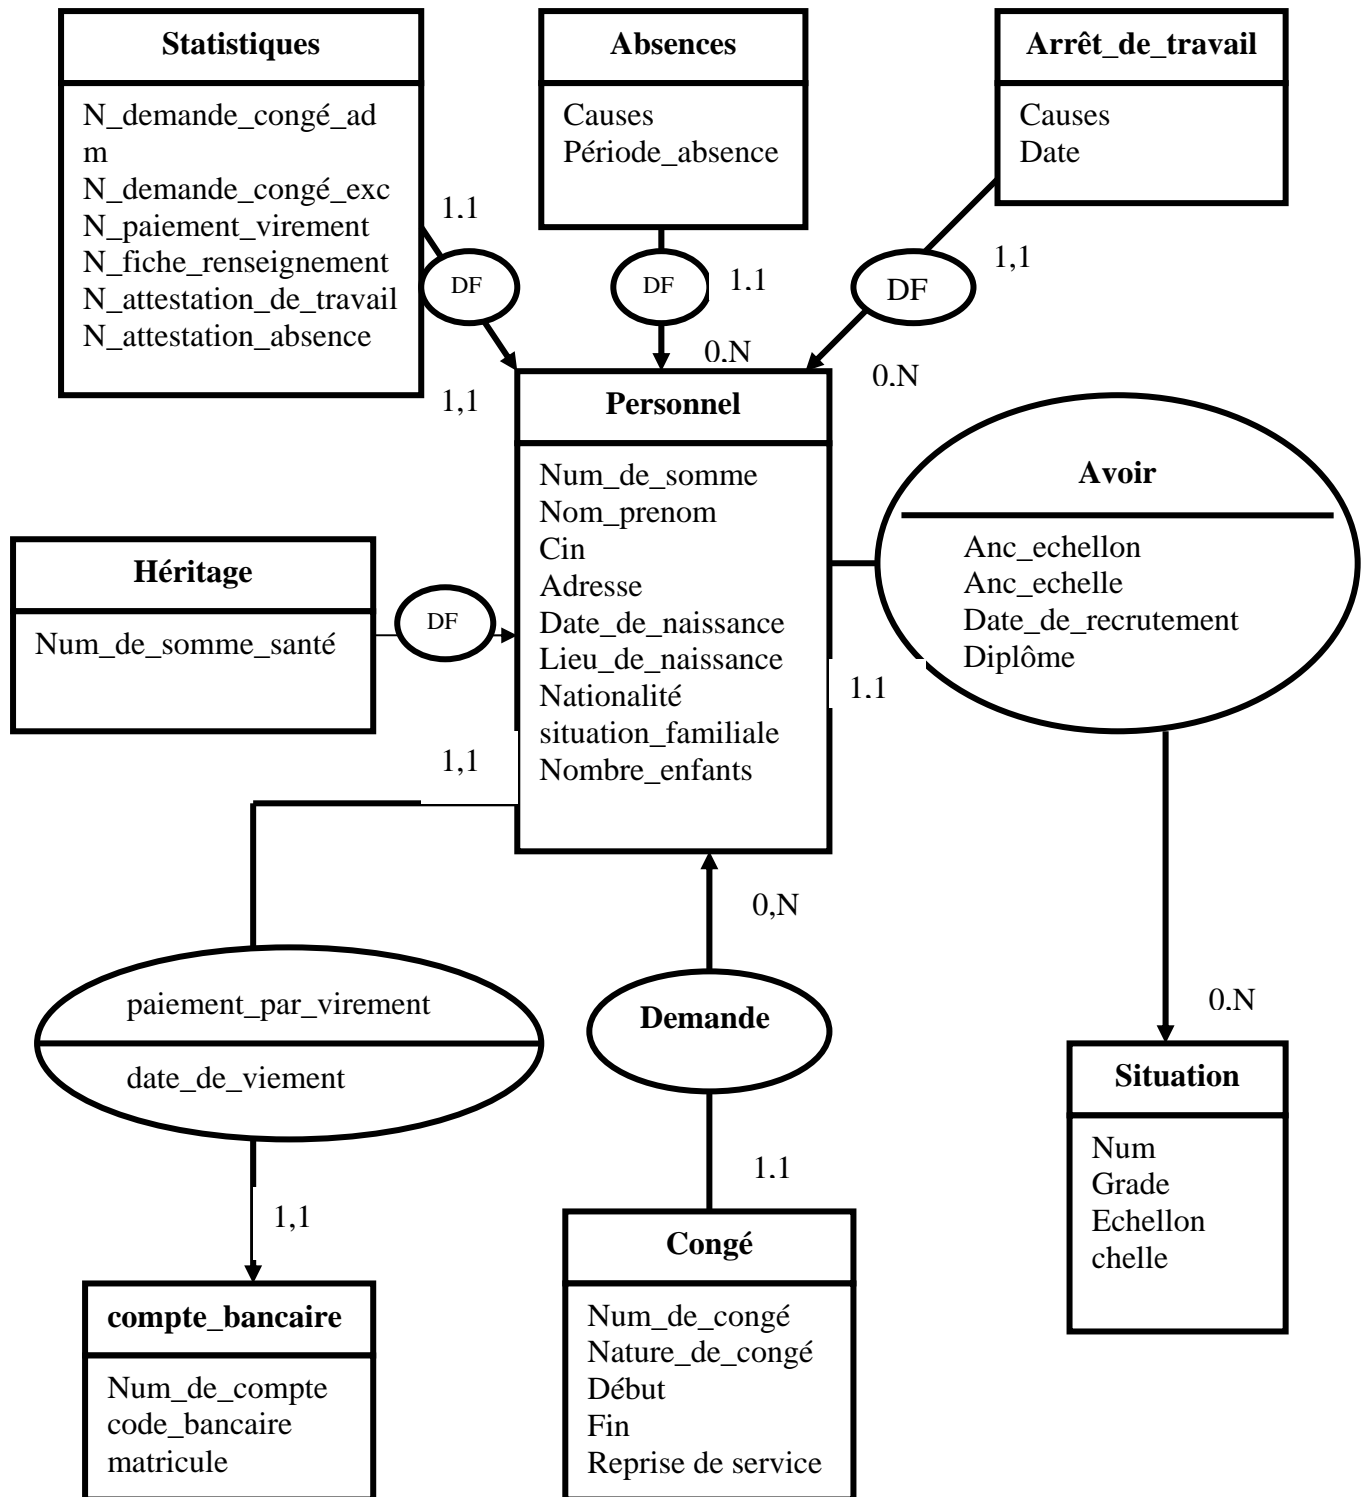 Statistiques
N_demande_congé_ad
m
N_demande_congé_exc
N_paiement_virement
N_fiche_renseignement
N_attestation_de_travail
N_attestation_absence
Absences
Causes
Période_absence
Arrêt_de_travail
Causes
Date
1.1
DF
1,1
DF
1.1
0.N
DF
1,1
0.N
Personnel
Num_de_somme
Nom_prenom
Cin
Adresse
Date_de_naissance
Lieu_de_naissance
Nationalité
situation_familiale
Nombre_enfants
Avoir
Anc_echellon
Anc_echelle
Date_de_recrutement
Diplôme
1.1
0.N
Héritage
Num_de_somme_santé
DF
1,1
paiement_par_virement
date_de_viement
1,1
0,N
Demande
1.1
Situation
Num
Grade
Echellon
chelle
compte_bancaire
Num_de_compte
code_bancaire
matricule
Congé
Num_de_congé
Nature_de_congé
Début
Fin
Reprise de service